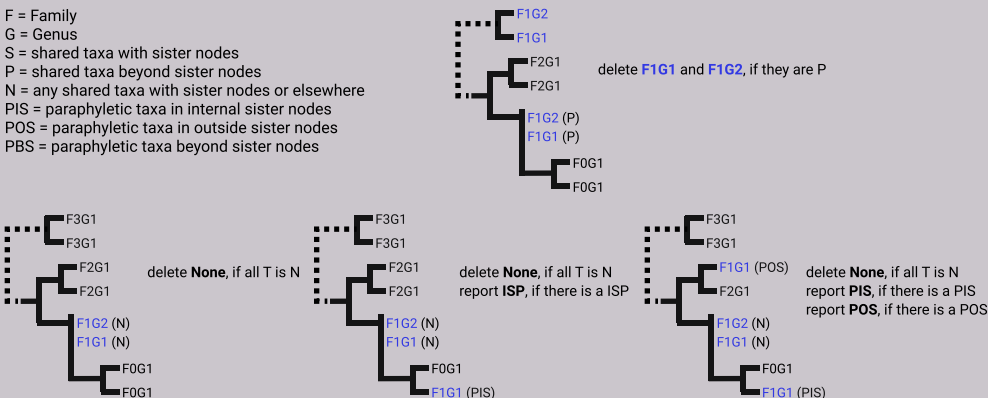 F = Family
G = Genus
S = shared taxa with sister nodes
P = shared taxa beyond sister nodes
N = any shared taxa with sister nodes or elsewhere
PIS = paraphyletic taxa in internal sister nodes
POS = paraphyletic taxa in outside sister nodes
PBS = paraphyletic taxa beyond sister nodes
F1G2
F1G1
F2G1
F2G1
F1G2 (P)
F1G1 (P)
F0G1
F0G1
delete F1G1 and F1G2, if they are P
F3G1
F3G1
F2G1
F2G1
F1G2 (N)
F1G1 (N)
F0G1
F0G1
delete None, if all T is N
F3G1
F3G1
F2G1
F2G1
F1G2 (N)
F1G1 (N)
F0G1
F1G1 (PIS)
delete None, if all T is N
report ISP, if there is a ISP
F3G1
F3G1
F1G1 (POS)
F2G1
F1G2 (N)
F1G1 (N)
F0G1
F1G1 (PIS)
delete None, if all T is N
report PIS, if there is a PIS
report POS, if there is a POS